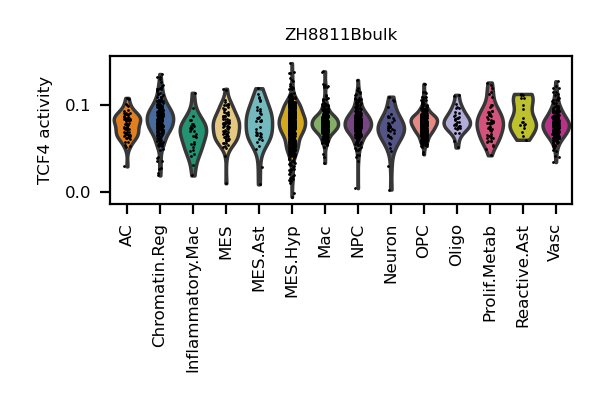 ZH8811Bbulk
TCF4 activity
0.1
0.0
AC
Chromatin.Reg
Inflammatory.Mac
MES
MES.Ast
MES.Hyp
Mac
NPC
Neuron
OPC
Oligo
Prolif.Metab
Reactive.Ast
Vasc